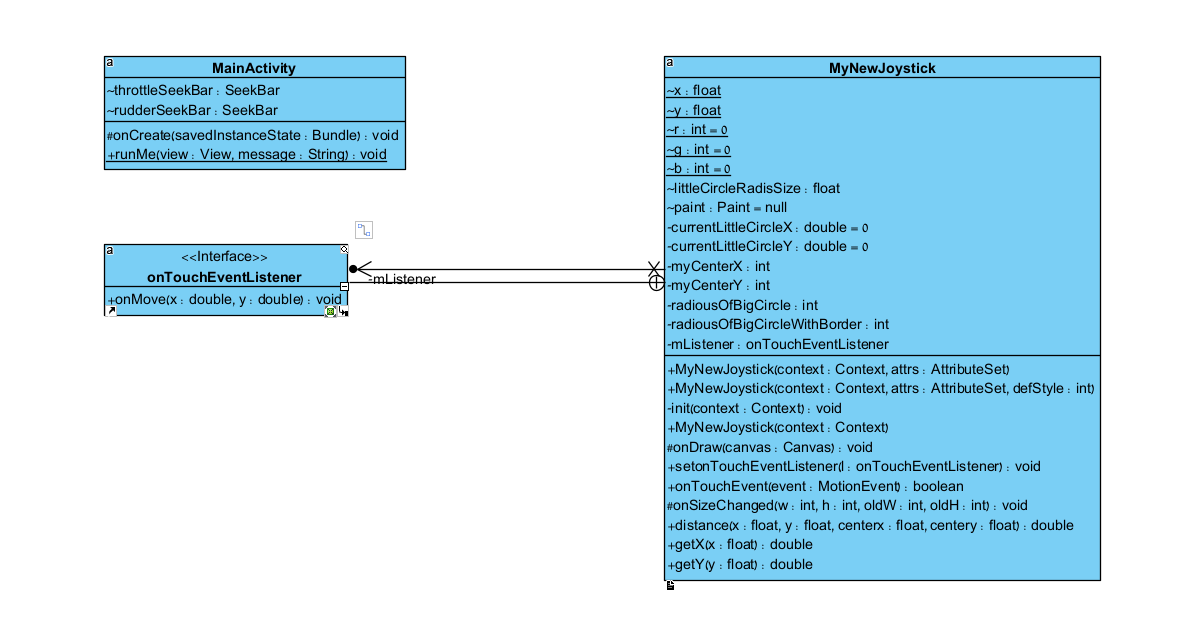 a
MainActivity
~throttleSeekBar : SeekBar
~rudderSeekBar : SeekBar
#onCreate(savedInstanceState : Bundle) : void
+runMe(view : View, message : String) : void
a
<<Interface>>
onTouchEventListener
+onMove(x : double, y : double) : void
-mListener
a
MyNewJoystick
~x : float
~y : float
~r : int = 0
~g : int = 0
~b : int = 0
~littleCircleRadisSize : float
~paint : Paint = null
-currentLittleCircleX : double = 0
-currentLittleCircleY : double = 0
-myCenterX : int
-myCenterY : int
-radiousOfBigCircle : int
-radiousOfBigCircleWithBorder : int
-mListener : onTouchEventListener
+MyNewJoystick(context : Context, attrs : AttributeSet)
+MyNewJoystick(context : Context, attrs : AttributeSet, defStyle : int)
-init(context : Context) : void
+MyNewJoystick(context : Context)
#onDraw(canvas : Canvas) : void
+setonTouchEventListener(l : onTouchEventListener) : void
+onTouchEvent(event : MotionEvent) : boolean
#onSizeChanged(w : int, h : int, oldW : int, oldH : int) : void
+distance(x : float, y : float, centerx : float, centery : float) : double
+getX(x : float) : double
+getY(y : float) : double